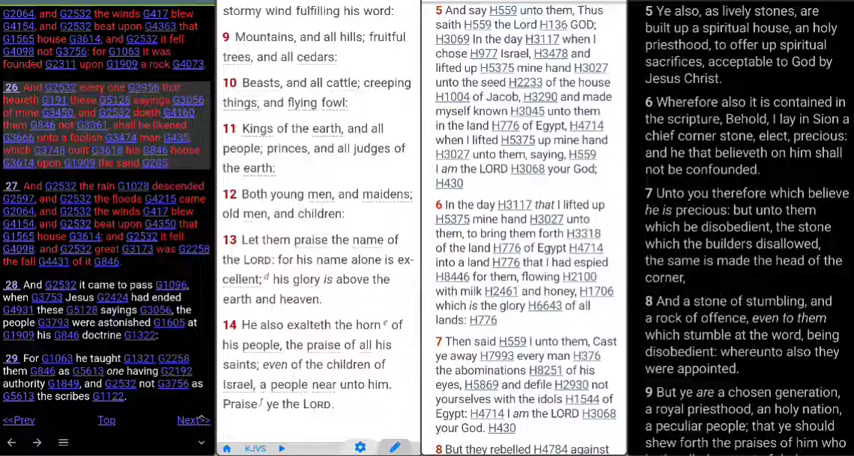 G2064, and G2532 the winds G417 blew
G4154, and G2532 beat upon G4363 that
G1565 house G3614; and G2532 it fell
G4098 not G3756: for G1063 it was
founded G2311 upon G1909 a rock G4073.
26 And G2532 every one G3956 that
heareth G191 these G5128 sayings G3056
of mine G3450, and G2532 doeth G4160
them G846 not G3361, shall be likened
G3666 unto a foolish G3474 man G435,
which G3748 built G3618 his G846 house
G3614 upon G1909 the sand G285
27 And G2532 the rain G1028 descended
G2597, and G2532 the floods G4215 came
G2064, and G2532 the winds G417 blew
G4154, and G2532 beat upon G4350 that
G1565 house G3614; and G2532 it fell
G4098: and G2532 great G3173 was G2258
the fall G4431 of it G846.
28 And G2532 it came to pass G1096,
when G3753 Jesus G2424 had ended
G4931 these G5128 sayings G3056, the
people G3793 were astonished G1605 at
G1909 his G846 doctrine G1322:
29 For G1063 he taught G1321 G2258
them G846 as G5613 one having G2192
authority G1849, and G2532 not G3756 as
G5613 the scribes G1122.
<<Prev Top Next>>
stormy wind fulfilling his word:
9 Mountains, and all hills; fruitful
trees, and all cedars:
10 Beasts, and all cattle; creeping
things, and flying fowl:
11 Kings of the earth, and all
people; princes, and all judges of
the earth:
12 Both young men, and maidens;
old men, and children:
13 Let them praise the name of
the LORD: for his name alone is ex-
cellent; d his glory is above the
earth and heaven.
14 He also exalteth the horn e of
his people, the praise of all his
saints; even of the children of
Israel, a people near unto him.
Praise f ye the LORD.
KJVS
5 And say H559 unto them, Thus
saith H559 the Lord H136 GOD;
H3069 In the day H3117 when I
chose H977 Israel, H3478 and
lifted up H5375 mine hand H3027
unto the seed H2233 of the house
H1004 of Jacob, H3290 and made
myself known H3045 unto them
in the land H776 of Egypt, H4714
when I lifted H5375 up mine hand
H3027 unto them, saying, H559
I am the LORD H3068 your God;
H430
6 In the day H3117 that I lifted up
H5375 mine hand H3027 unto
them, to bring them forth H3318
of the land H776 of Egypt H4714
into a land H776 that I had espied
H8446 for them, flowing H2100
with milk H2461 and honey, H1706
which is the glory H6643 of all
lands: H776
7 Then said H559 I unto them, Cast
ye away H7993 every man H376
the abominations H8251 of his
eyes, H5869 and defile H2930 not
yourselves with the idols H1544 of
Egypt: H4714 I am the LORD H3068
your God. H430
8 But they rebelled H4784 against
5 Ye also, as lively stones, are
built up a spiritual house, an holy
priesthood, to offer up spiritual
sacrifices, acceptable to God by
Jesus Christ.
6 Wherefore also it is contained in
the scripture, Behold, I lay in Sion a
chief corner stone, elect, precious:
and he that believeth on him shall
not be confounded.
7 Unto you therefore which believe
he is precious: but unto them
which be disobedient, the stone
which the builders disallowed,
the same is made the head of the
corner,
8 And a stone of stumbling, and
a rock of offence, even to them
which stumble at the word, being
disobedient: whereunto also they
were appointed.
9 But ye are a chosen generation,
a royal priesthood, an holy nation,
a peculiar people; that ye should
shew forth the praises of him who